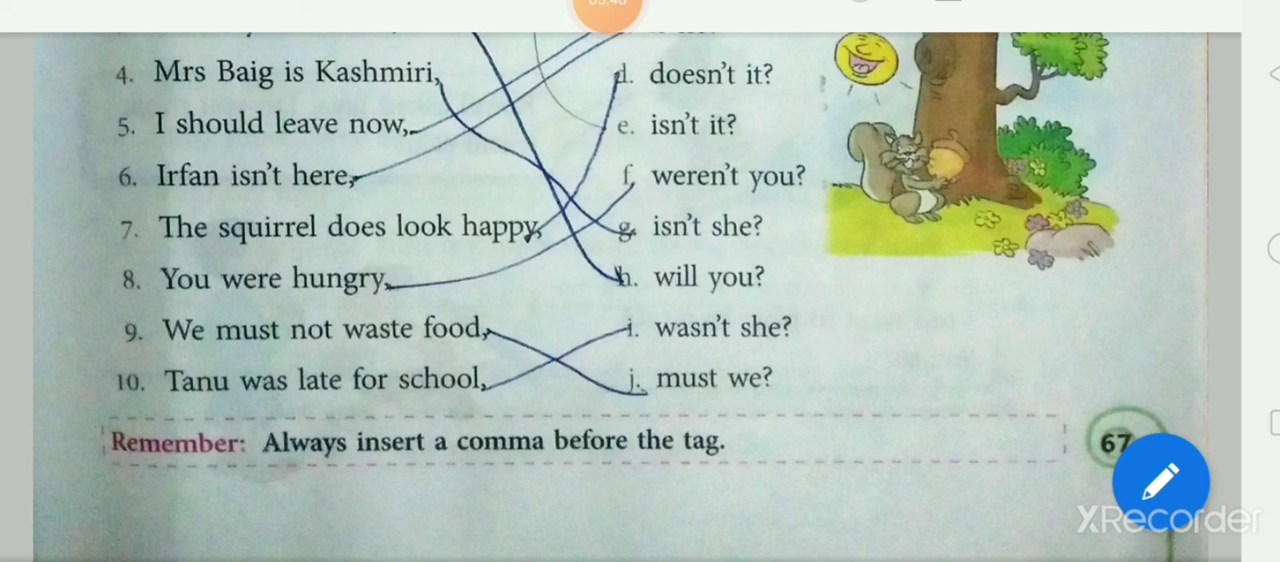 4. Mrs Baig is Kashmiri, d. doesn't it?
5. I should leave now, e. isn't it?
6. Irfan isn't here, f. weren't you?
7. The squirrel does look happy, g. isn't she?
8. You were hungry, h. will you?
9. We must not waste food, i. wasn't she?
10. Tanu was late for school, j. must we?
Remember: Always insert a comma before the tag.
67
XRecorder